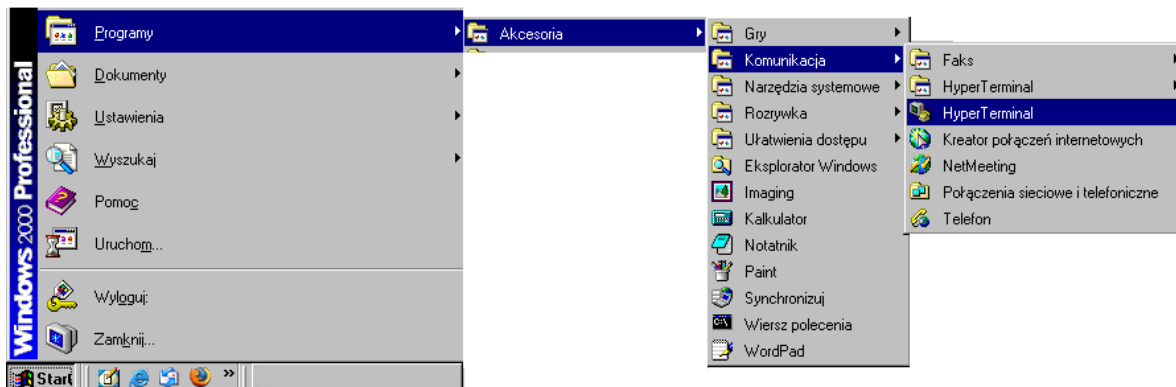 Windows 2000 Professional
Programy
Dokumenty
Ustawienia
Wyszukaj
Pomoc
Uruchom...
Wyloguj:
Zamknij...
Start
»
Akcesoria
Gry
Komunikacja
Narzędzia systemowe
Rozrywka
Ułatwienia dostępu
Eksplorator Windows
Imaging
Kalkulator
Notatnik
Paint
Synchronizuj
Wiersz polecenia
WordPad
Faks
HyperTerminal
HyperTerminal
Kreator połączeń internetowych
NetMeeting
Połączenia sieciowe i telefoniczne
Telefon